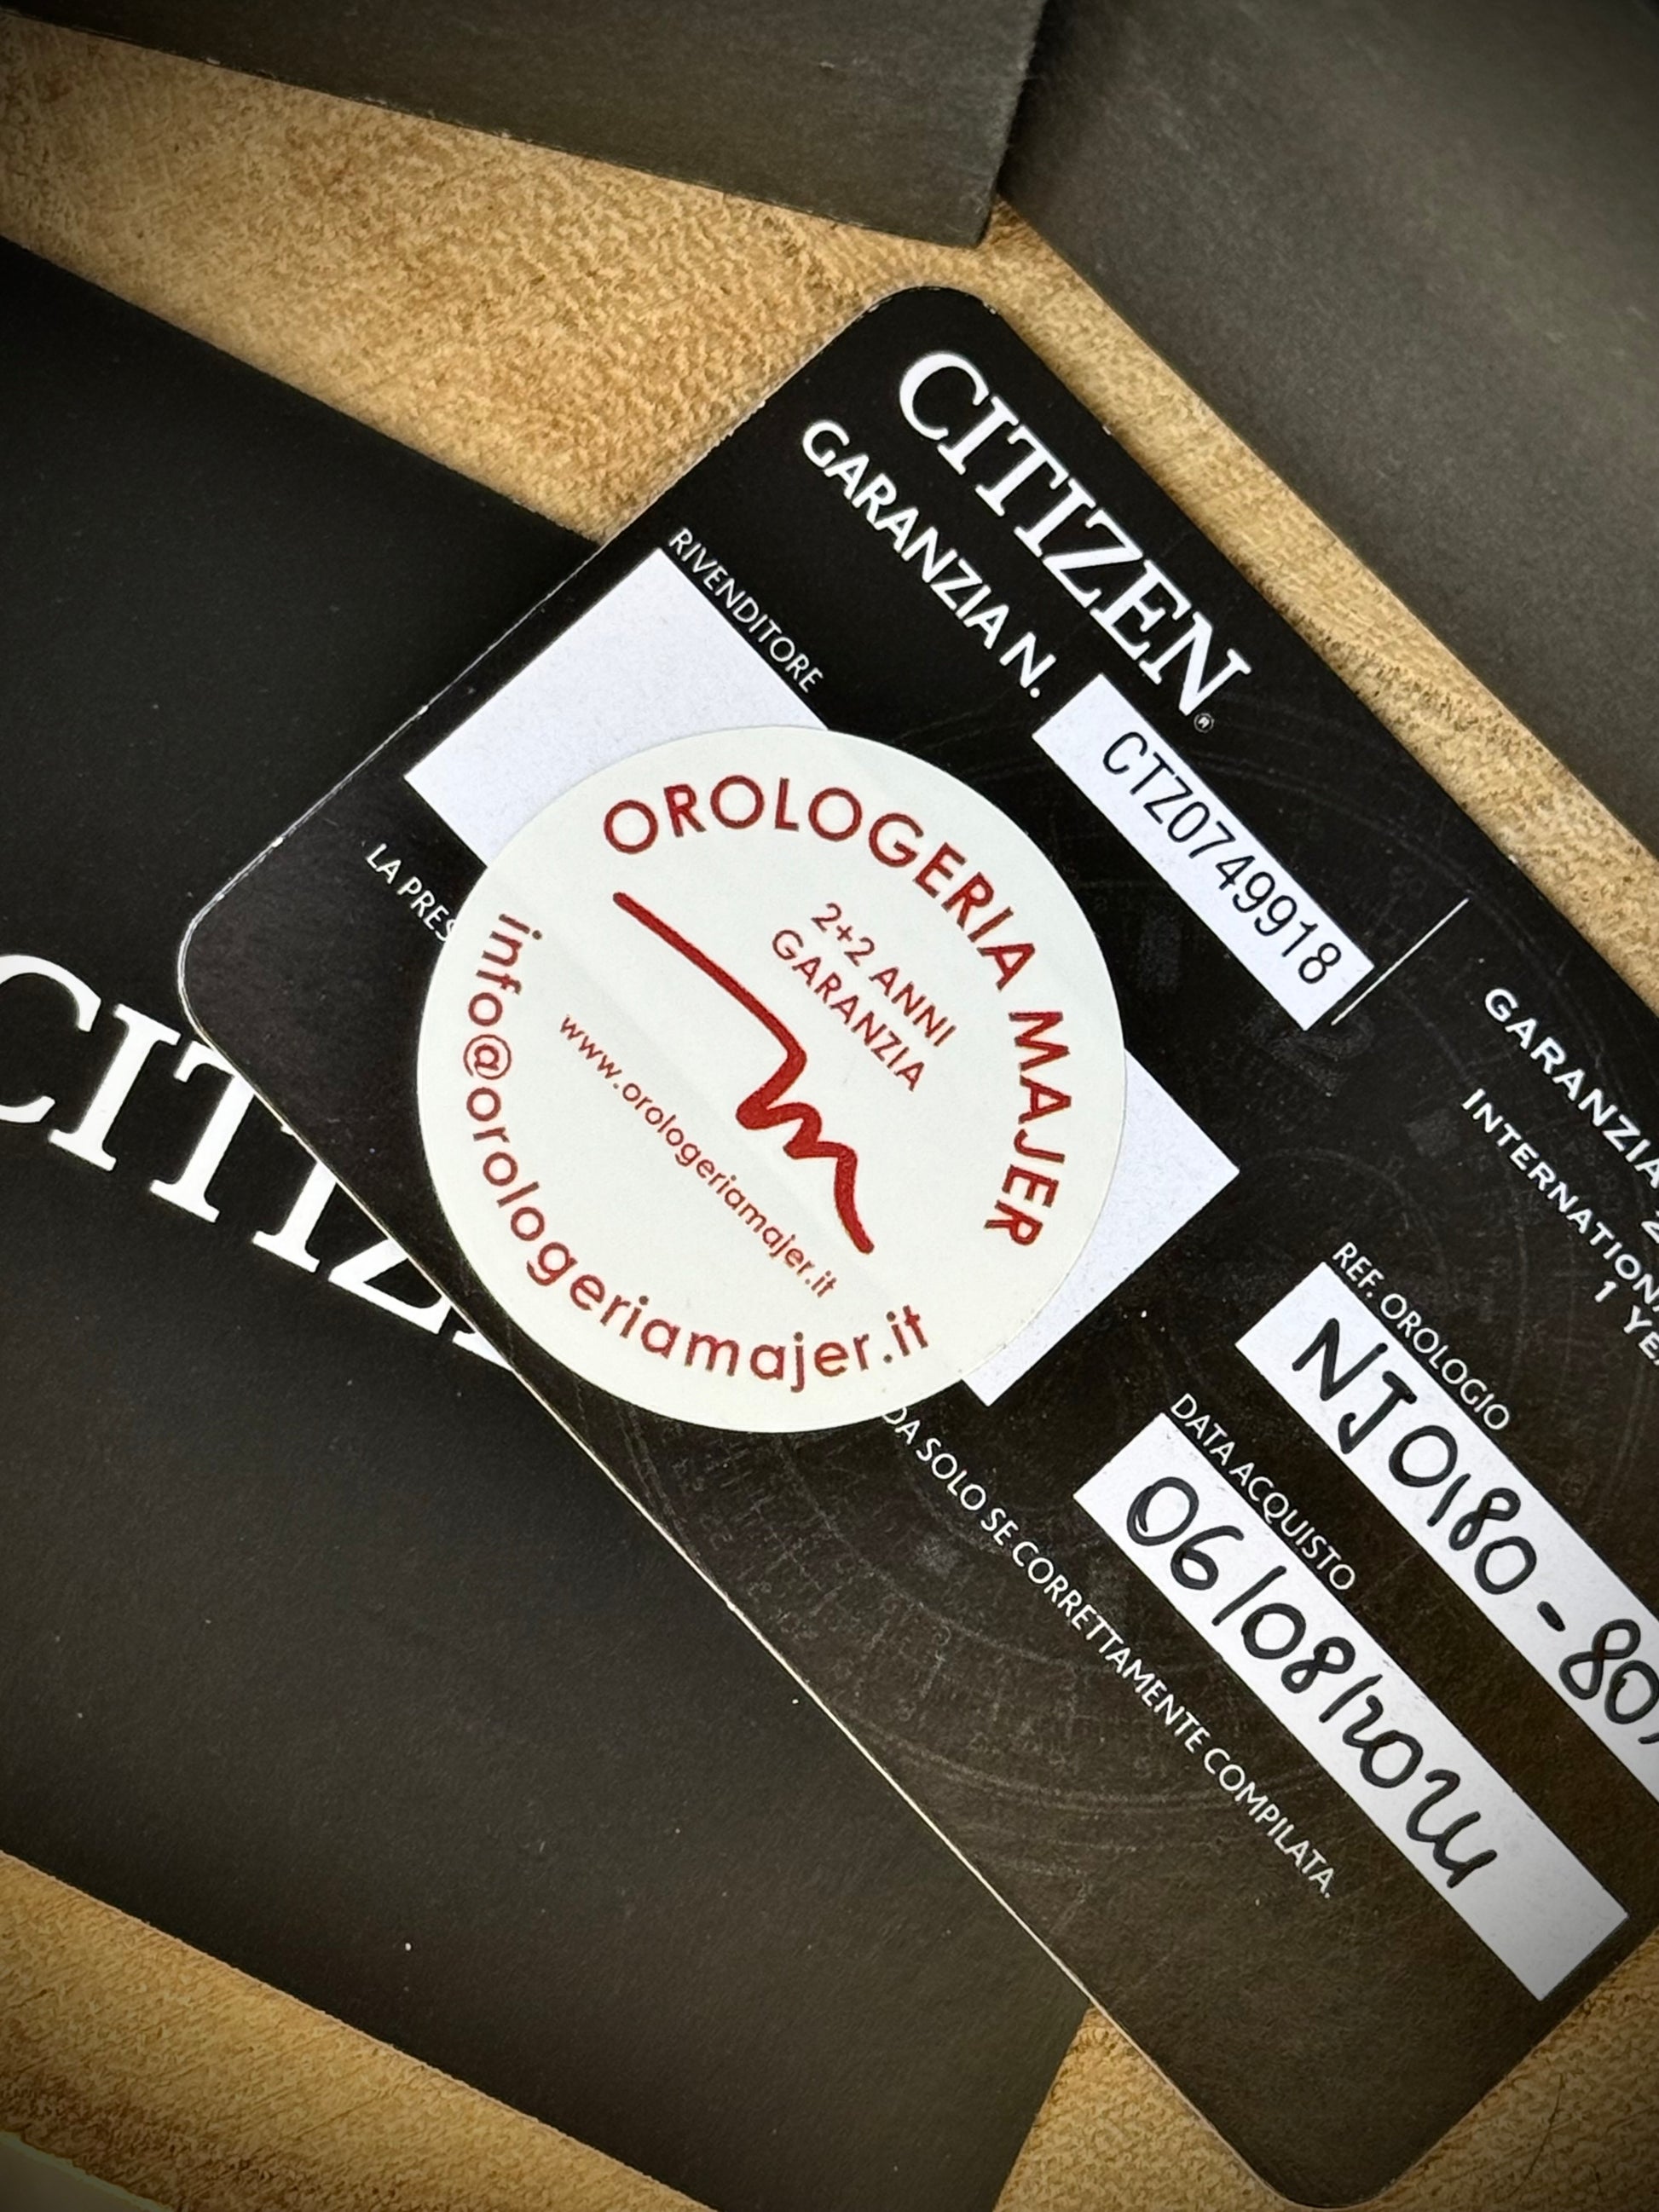 CITIZEN®
GARANZIA N.
CTZ0749918
RIVENDITORE
OROLOGERIA MAJER
2+2 ANNI
GARANZIA
m
www.orologeriamajer.it
info@orologeriamajer.it
GARANZIA
INTERNATION
1 YE
REF. OROLOGIO
NJ0180-80
DATA ACQUISTO
06/08/2024
LA PRES
DA SOLO SE CORRETTAMENTE COMPILATA.
CITIZ